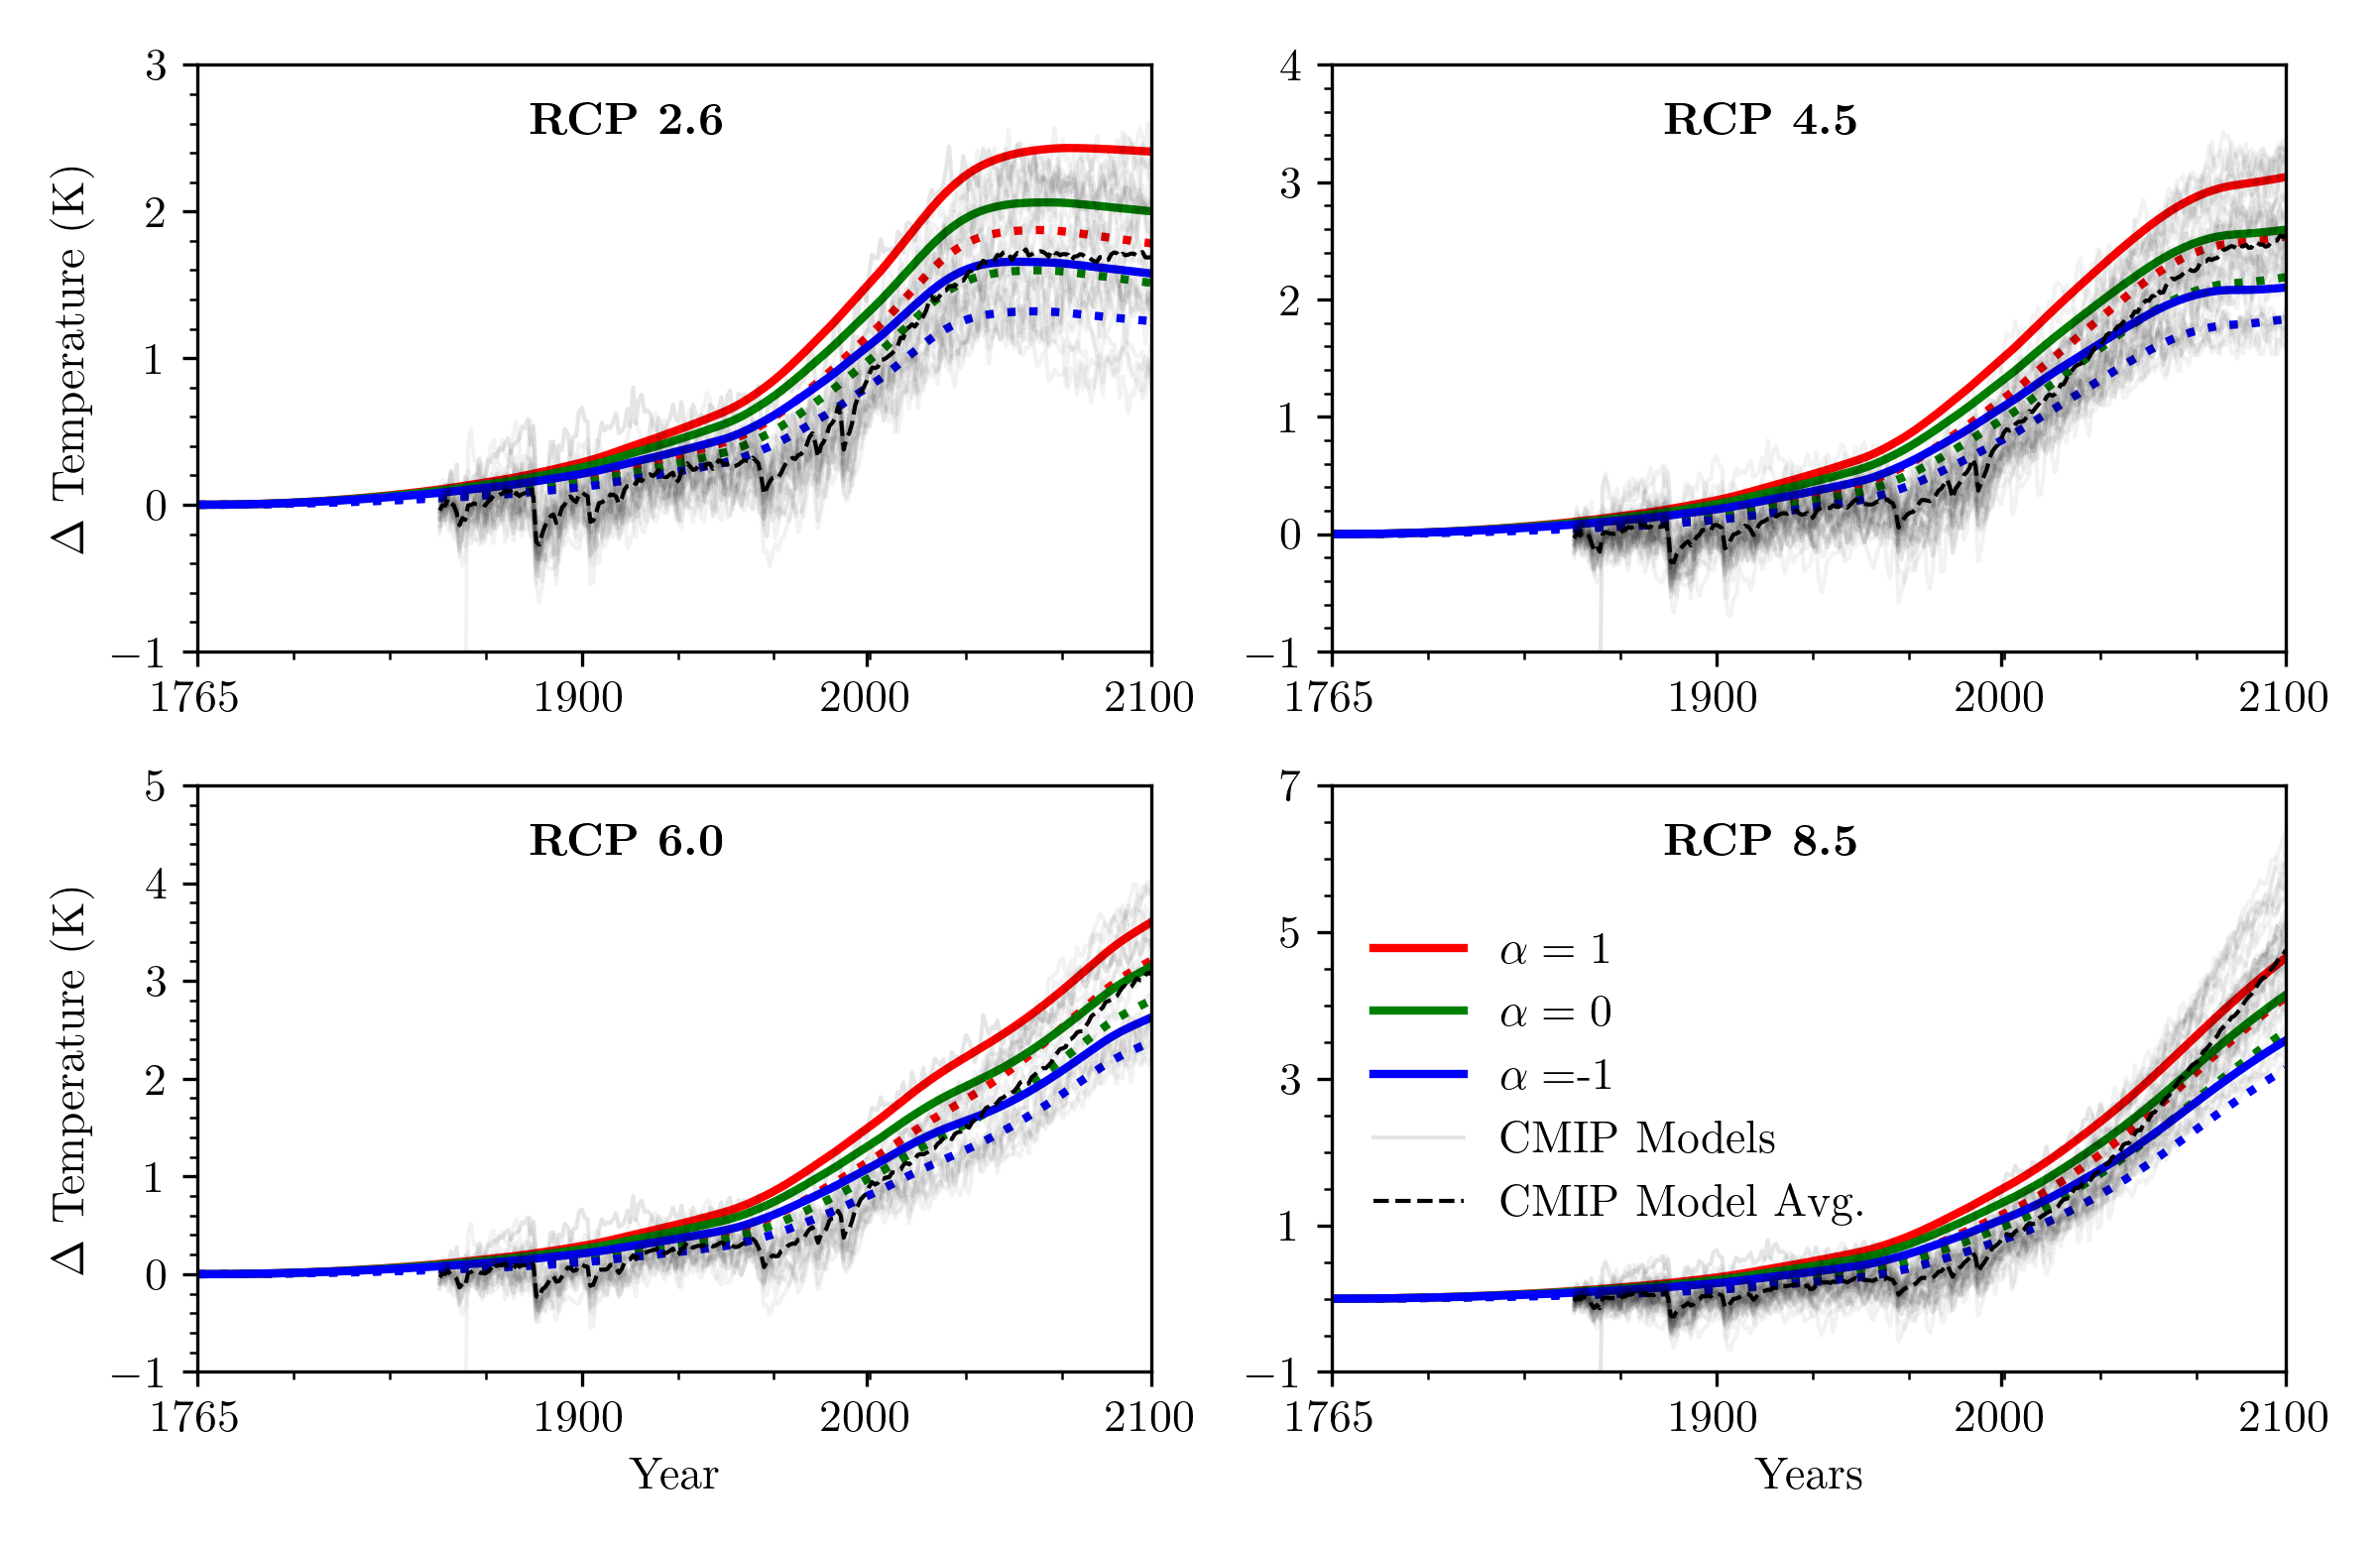 RCP 2.6
3
2
1
0
−1
Δ Temperature (K)
1765 1900 2000 2100
RCP 4.5
4
3
2
1
0
−1
1765 1900 2000 2100
RCP 6.0
5
4
3
2
1
0
−1
Δ Temperature (K)
1765 1900 2000 2100
Year
RCP 8.5
7
5
3
1
−1
α = 1
α = 0
α =-1
CMIP Models
CMIP Model Avg.
1765 1900 2000 2100
Years